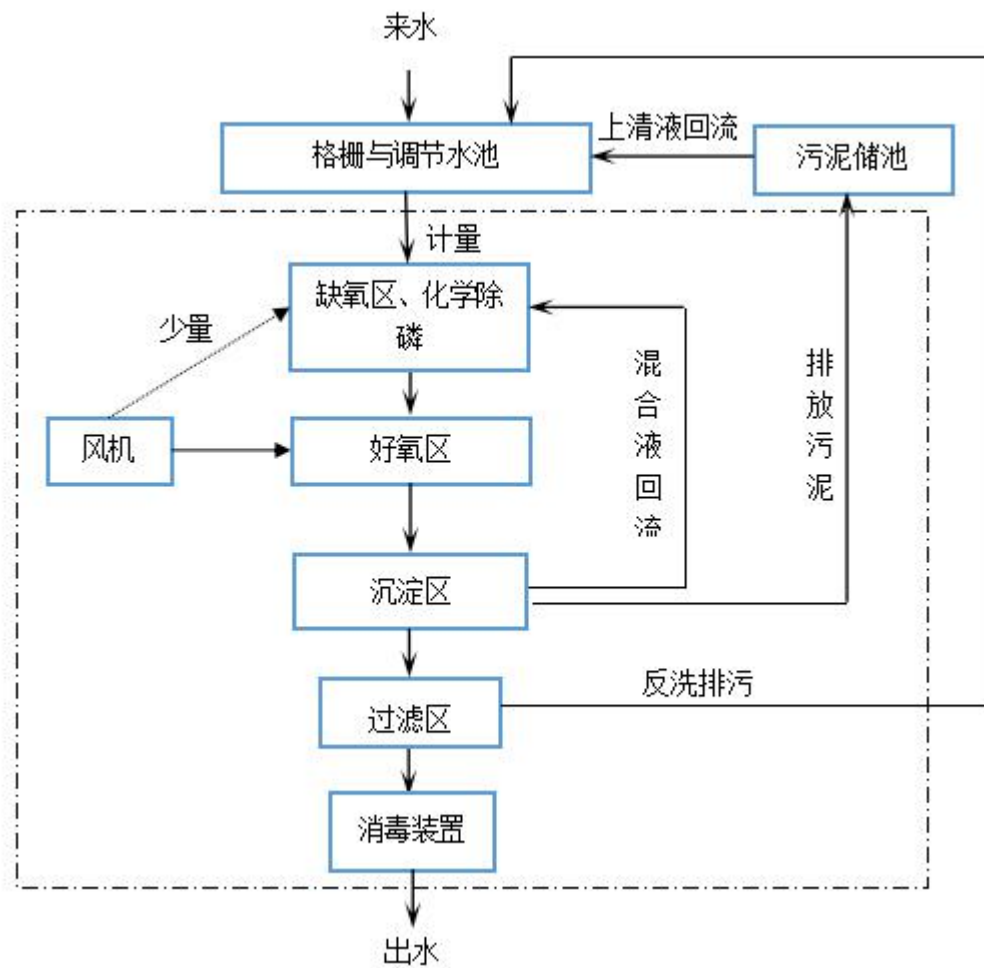 来水
格栅与调节水池
上清液回流
污泥储池
计量
缺氧区、化学除
磷
少量
风机
好氧区
混
合
液
回
流
排
放
污
泥
沉淀区
反洗排污
过滤区
消毒装置
出水